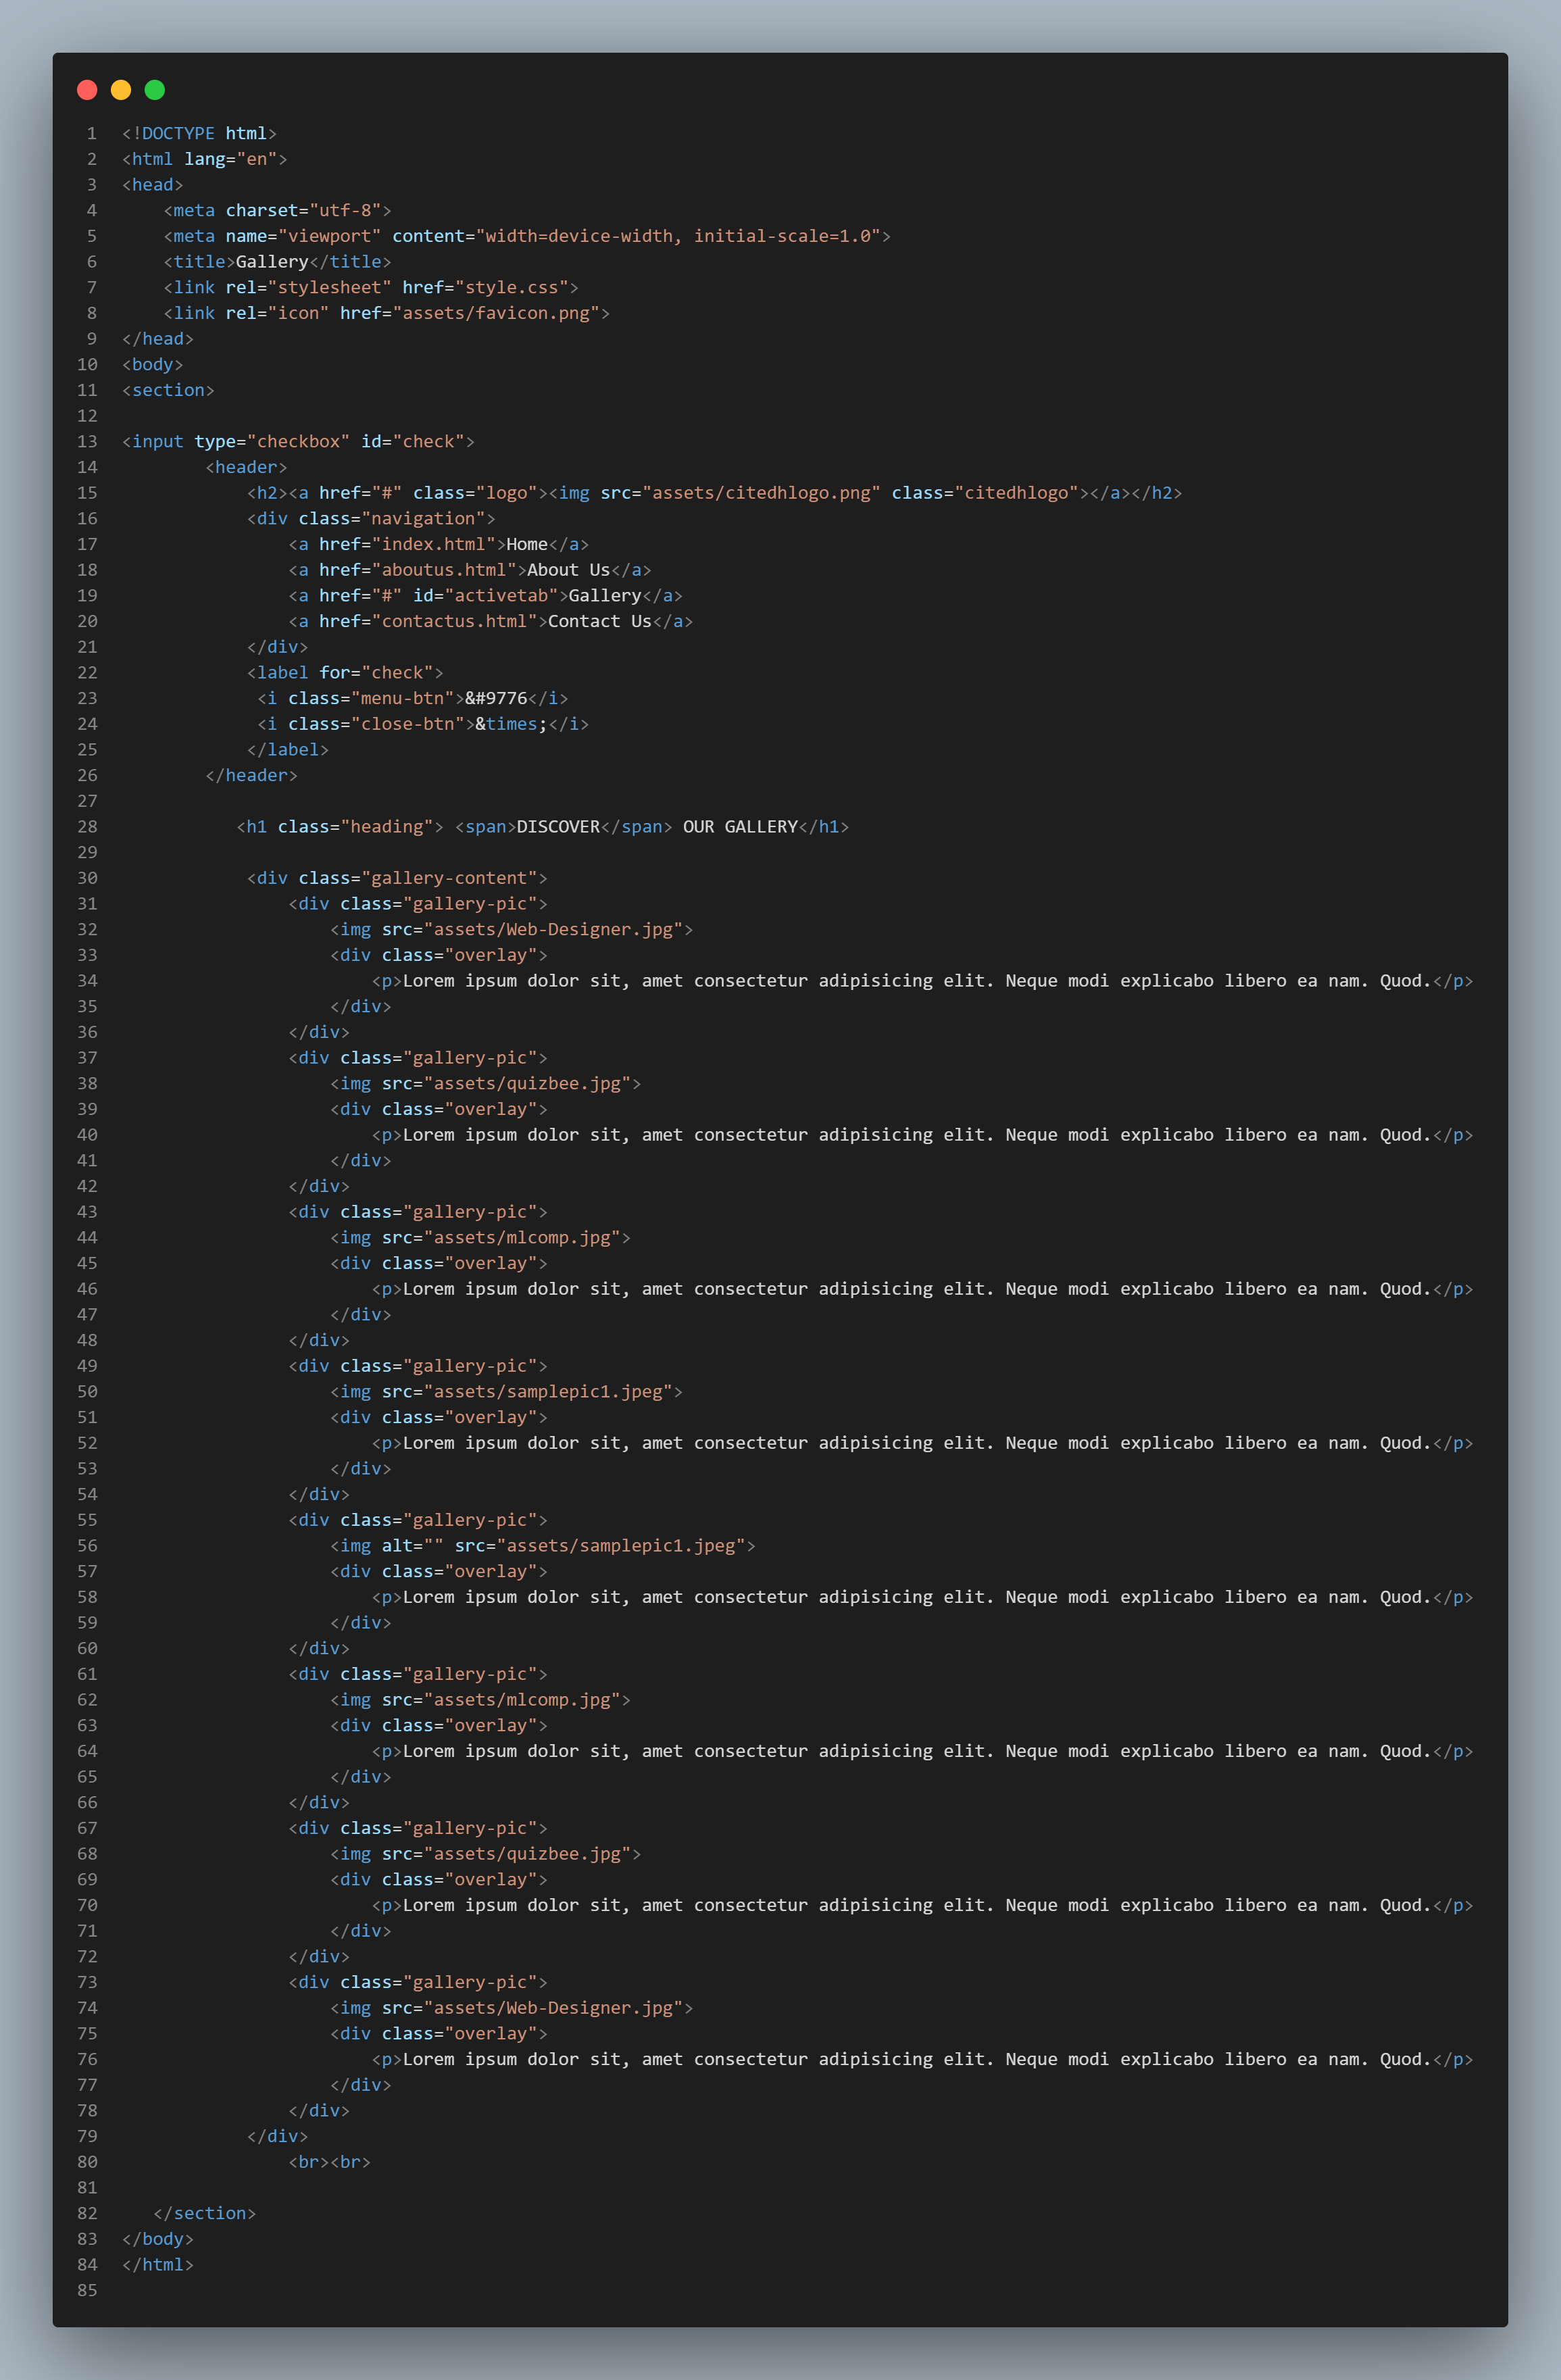 1 <!DOCTYPE html>
2 <html lang="en">
3 <head>
4     <meta charset="utf-8">
5     <meta name="viewport" content="width=device-width, initial-scale=1.0">
6     <title>Gallery</title>
7     <link rel="stylesheet" href="style.css">
8     <link rel="icon" href="assets/favicon.png">
9 </head>
10 <body>
11 <section>
12
13 <input type="checkbox" id="check">
14         <header>
15             <h2><a href="#" class="logo"><img src="assets/citedhlogo.png" class="citedhlogo"></a></h2>
16             <div class="navigation">
17                 <a href="index.html">Home</a>
18                 <a href="aboutus.html">About Us</a>
19                 <a href="#" id="activetab">Gallery</a>
20                 <a href="contactus.html">Contact Us</a>
21             </div>
22             <label for="check">
23              <i class="menu-btn">&#9776</i>
24              <i class="close-btn">&times;</i>
25             </label>
26         </header>
27
28            <h1 class="heading"> <span>DISCOVER</span> OUR GALLERY</h1>
29
30             <div class="gallery-content">
31                 <div class="gallery-pic">
32                     <img src="assets/Web-Designer.jpg">
33                     <div class="overlay">
34                         <p>Lorem ipsum dolor sit, amet consectetur adipisicing elit. Neque modi explicabo libero ea nam. Quod.</p>
35                     </div>
36                 </div>
37                 <div class="gallery-pic">
38                     <img src="assets/quizbee.jpg">
39                     <div class="overlay">
40                         <p>Lorem ipsum dolor sit, amet consectetur adipisicing elit. Neque modi explicabo libero ea nam. Quod.</p>
41                     </div>
42                 </div>
43                 <div class="gallery-pic">
44                     <img src="assets/mlcomp.jpg">
45                     <div class="overlay">
46                         <p>Lorem ipsum dolor sit, amet consectetur adipisicing elit. Neque modi explicabo libero ea nam. Quod.</p>
47                     </div>
48                 </div>
49                 <div class="gallery-pic">
50                     <img src="assets/samplepic1.jpeg">
51                     <div class="overlay">
52                         <p>Lorem ipsum dolor sit, amet consectetur adipisicing elit. Neque modi explicabo libero ea nam. Quod.</p>
53                     </div>
54                 </div>
55                 <div class="gallery-pic">
56                     <img alt="" src="assets/samplepic1.jpeg">
57                     <div class="overlay">
58                         <p>Lorem ipsum dolor sit, amet consectetur adipisicing elit. Neque modi explicabo libero ea nam. Quod.</p>
59                     </div>
60                 </div>
61                 <div class="gallery-pic">
62                     <img src="assets/mlcomp.jpg">
63                     <div class="overlay">
64                         <p>Lorem ipsum dolor sit, amet consectetur adipisicing elit. Neque modi explicabo libero ea nam. Quod.</p>
65                     </div>
66                 </div>
67                 <div class="gallery-pic">
68                     <img src="assets/quizbee.jpg">
69                     <div class="overlay">
70                         <p>Lorem ipsum dolor sit, amet consectetur adipisicing elit. Neque modi explicabo libero ea nam. Quod.</p>
71                     </div>
72                 </div>
73                 <div class="gallery-pic">
74                     <img src="assets/Web-Designer.jpg">
75                     <div class="overlay">
76                         <p>Lorem ipsum dolor sit, amet consectetur adipisicing elit. Neque modi explicabo libero ea nam. Quod.</p>
77                     </div>
78                 </div>
79             </div>
80                 <br><br>
81
82    </section>
83 </body>
84 </html>
85